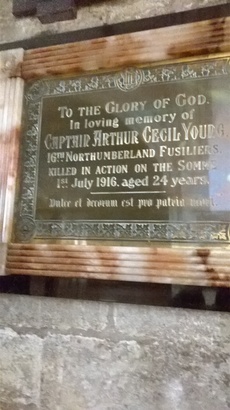 To the Glory of God.
In loving memory of
Captain Arthur Cecil Young
16th Northumberland Fusiliers.
killed in action on the Somme
1st July 1916. aged 24 years.
Dulce et decorum est pro patria mori.